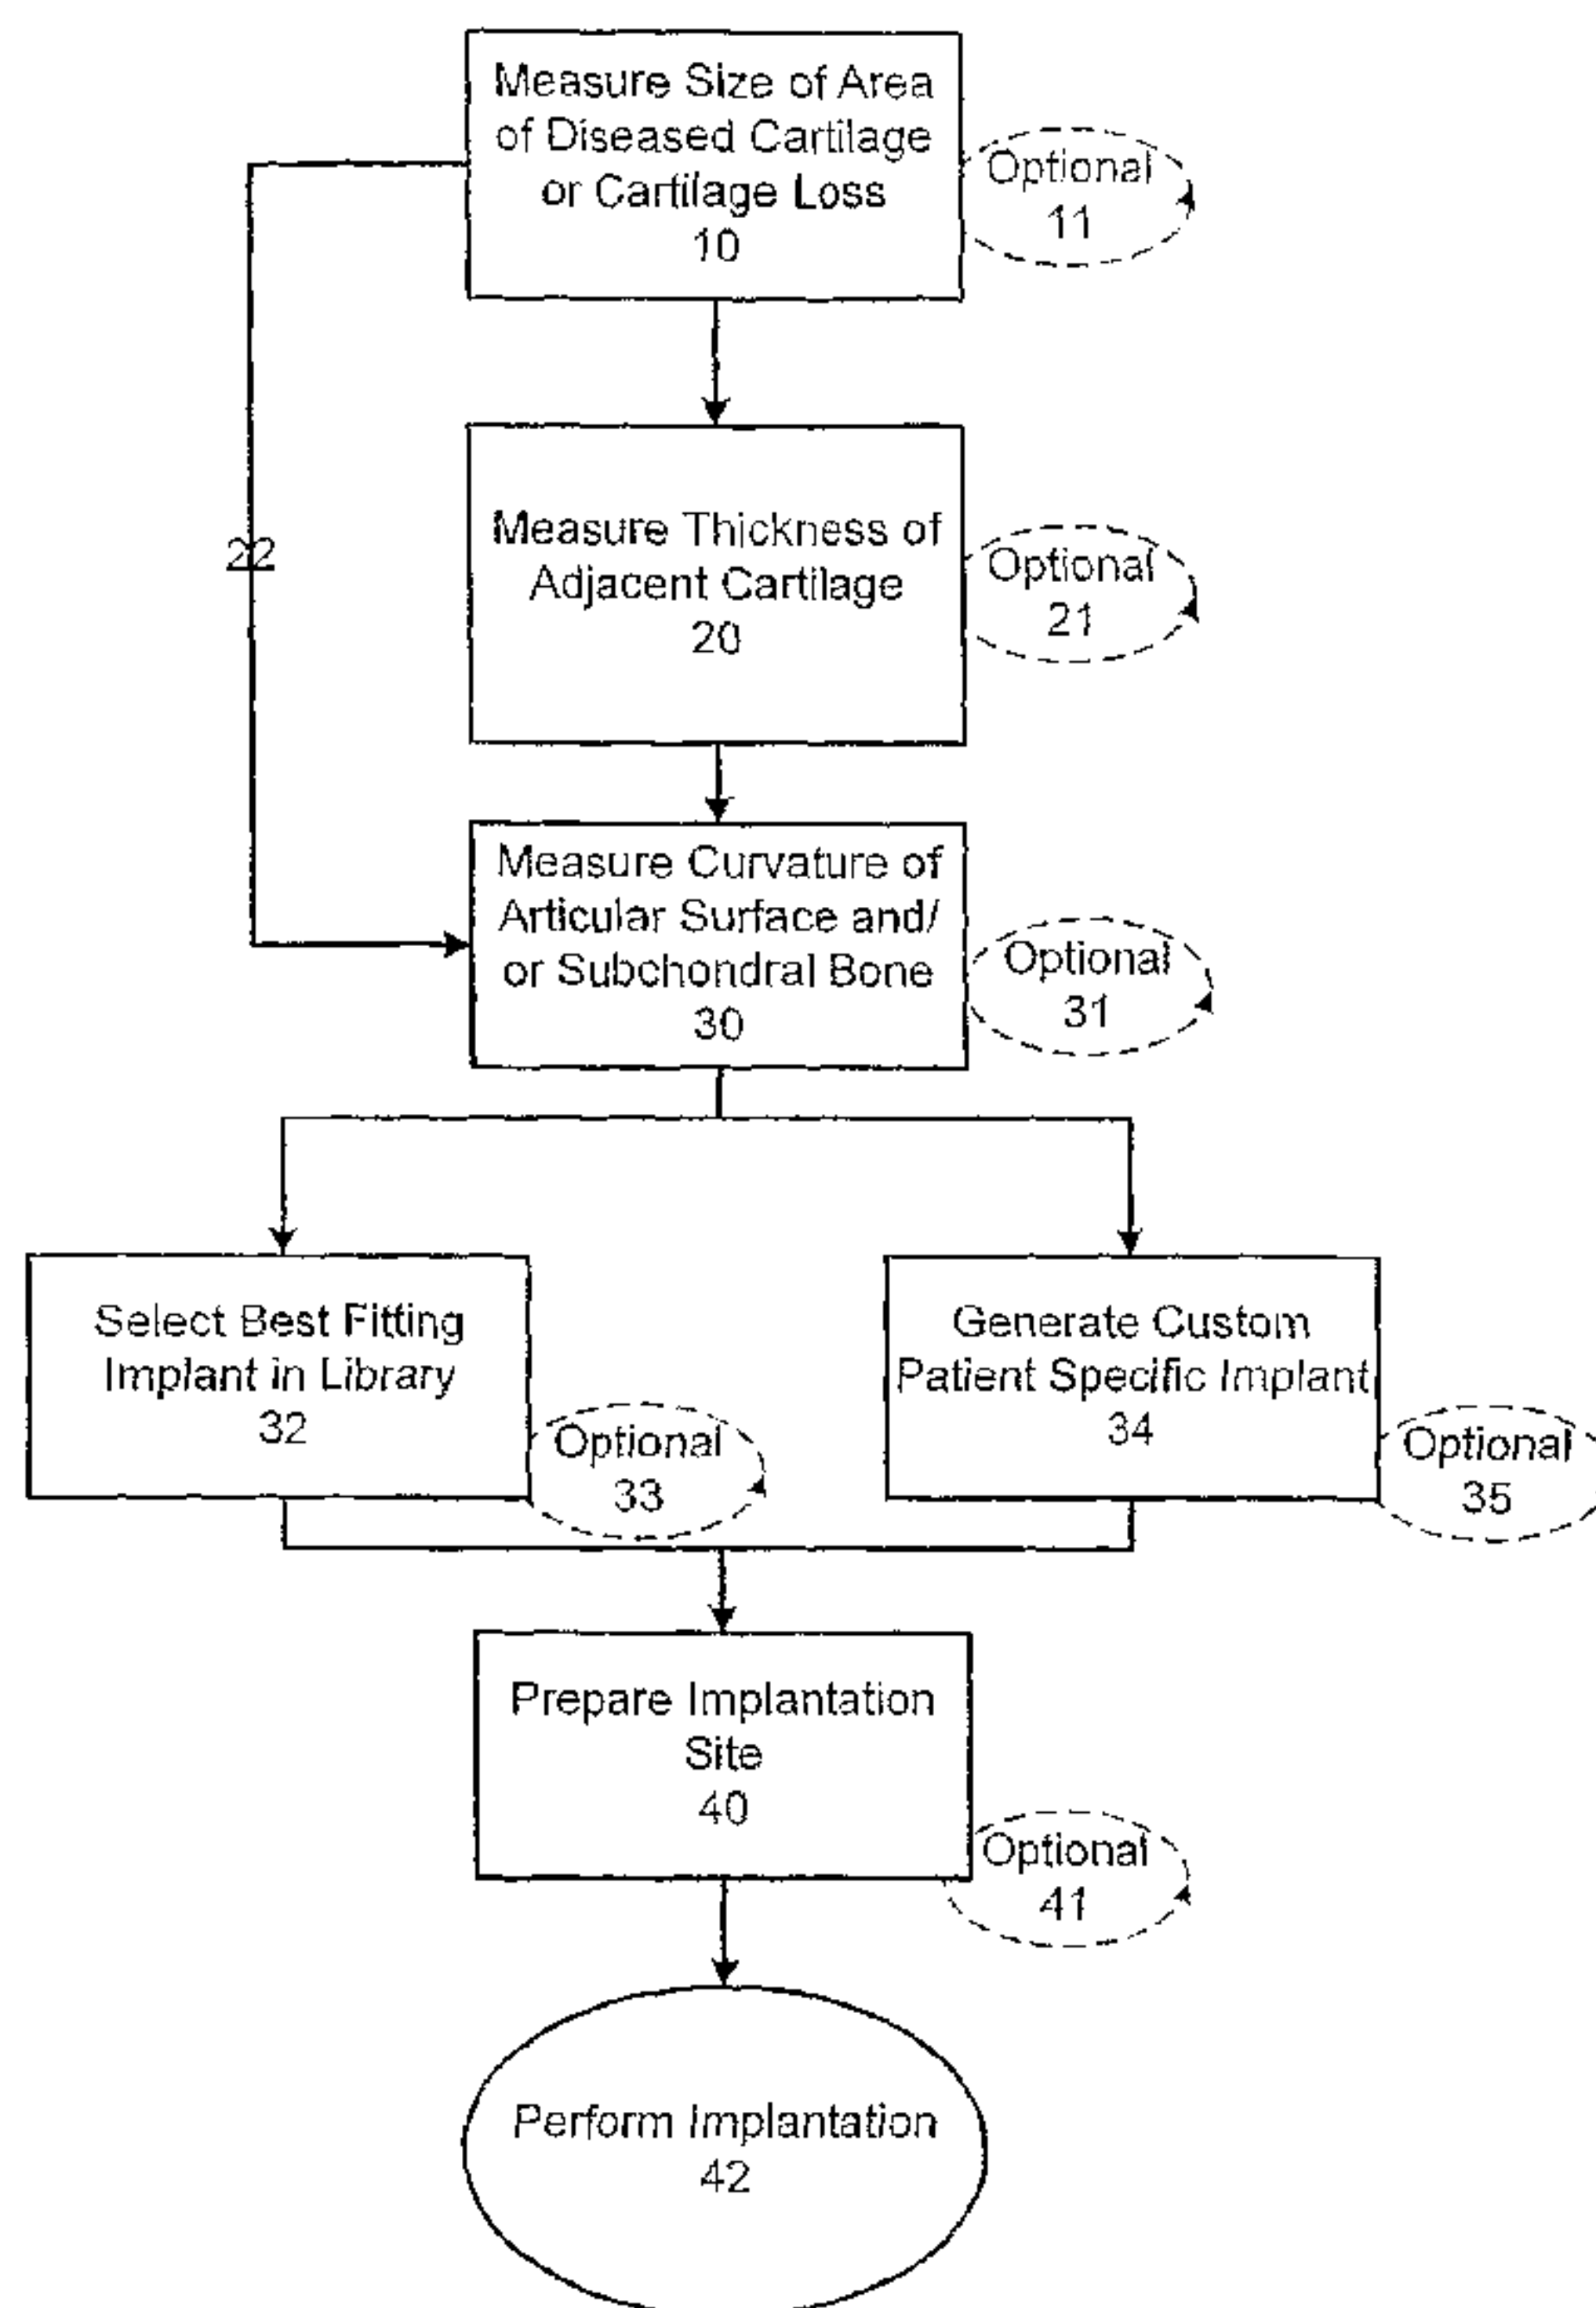 Measure Size of Area
of Diseased Cartilage
or Cartilage Loss
10
Optional
11
22
Measure Thickness of
Adjacent Cartilage
20
Optional
21
Measure Curvature of
Articular Surface and/
or Subchondral Bone
30
Optional
31
Select Best Fitting
Implant in Library
32
Optional
33
Generate Custom
Patient Specific Implant
34
Optional
35
Prepare Implantation
Site
40
Optional
41
Perform Implantation
42